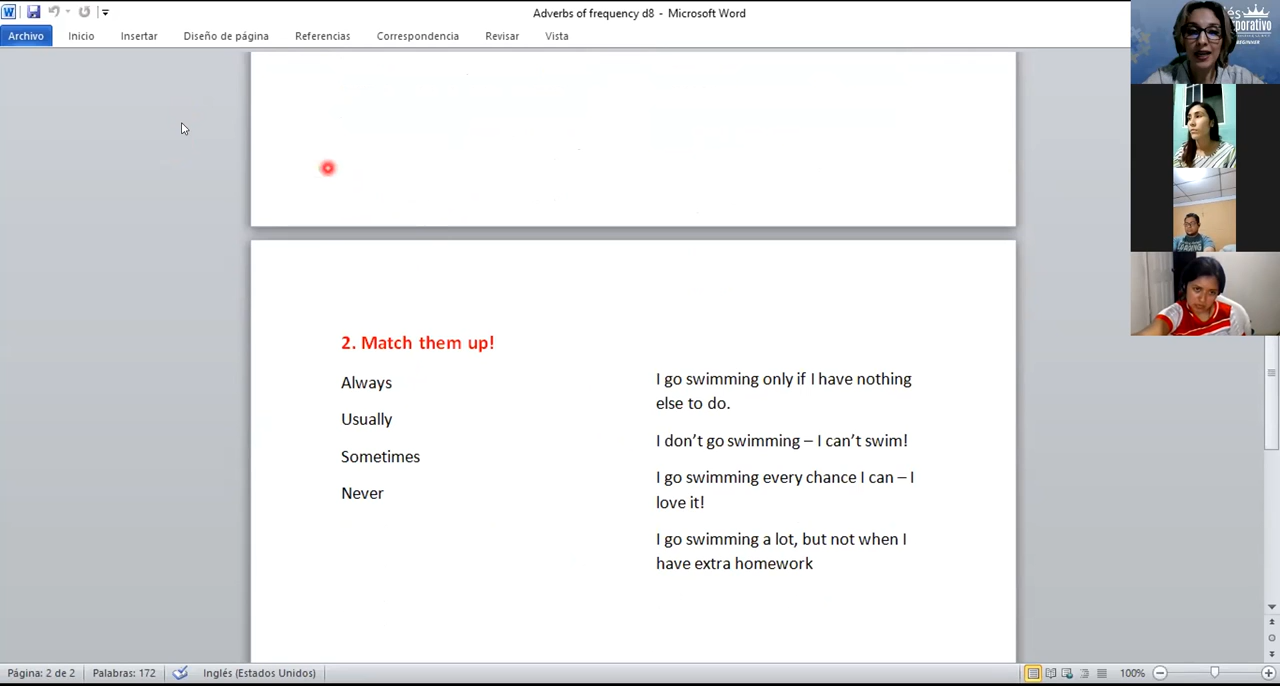 Adverbs of frequency d8 - Microsoft Word
Archivo Inicio Insertar Diseño de página Referencias Correspondencia Revisar Vista
2. Match them up!
Always
Usually
Sometimes
Never
I go swimming only if I have nothing
else to do.
I don't go swimming – I can't swim!
I go swimming every chance I can – I
love it!
I go swimming a lot, but not when I
have extra homework
Página: 2 de 2 Palabras: 172 Inglés (Estados Unidos) 100%